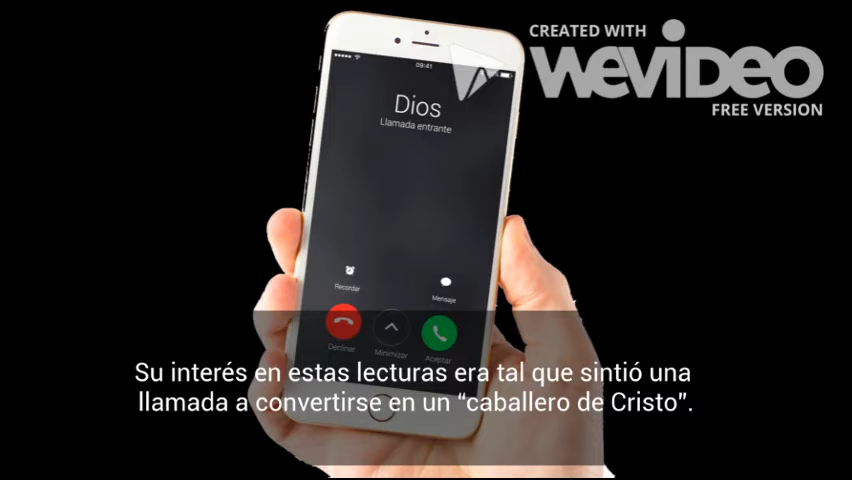 CREATED WITH
WEVIDEO
FREE VERSION
09:41
Dios
Llamada entrante
Recordar
Mensaje
Declinar
Minimizar
Aceptar
Su interés en estas lecturas era tal que sintió una
llamada a convertirse en un “caballero de Cristo”.